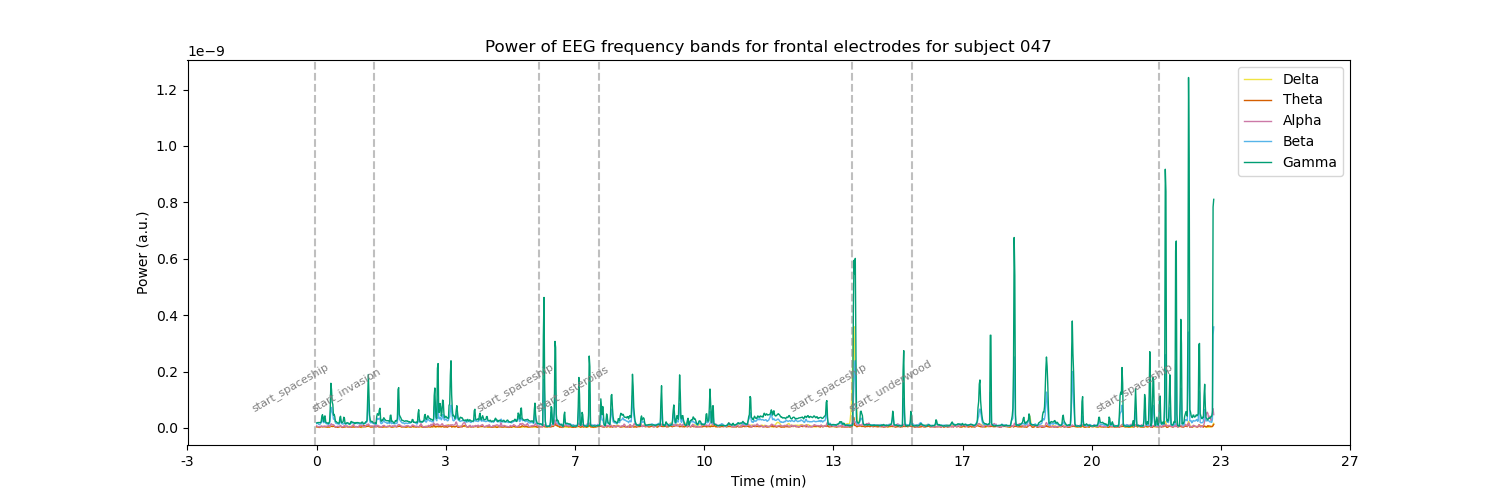 Power of EEG frequency bands for frontal electrodes for subject 047
1e−9
1.2
1.0
0.8
0.6
0.4
0.2
0.0
Power (a.u.)
Delta
Theta
Alpha
Beta
Gamma
start_spaceship
start_invasion
start_spaceship
start_asteroids
start_spaceship
start_underwood
start_spaceship
-3
0
3
7
10
13
17
20
23
27
Time (min)